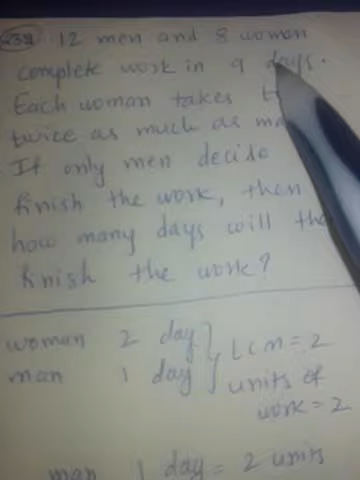 239 12 men and 8 women
complete work in 9 days.
Each woman takes
twice as much as
If only men decide
finish the work, then
how many days will the
finish the work?
woman 2 day
man 1 day
LCM = 2
units of
work = 2
man 1 day = 2 units